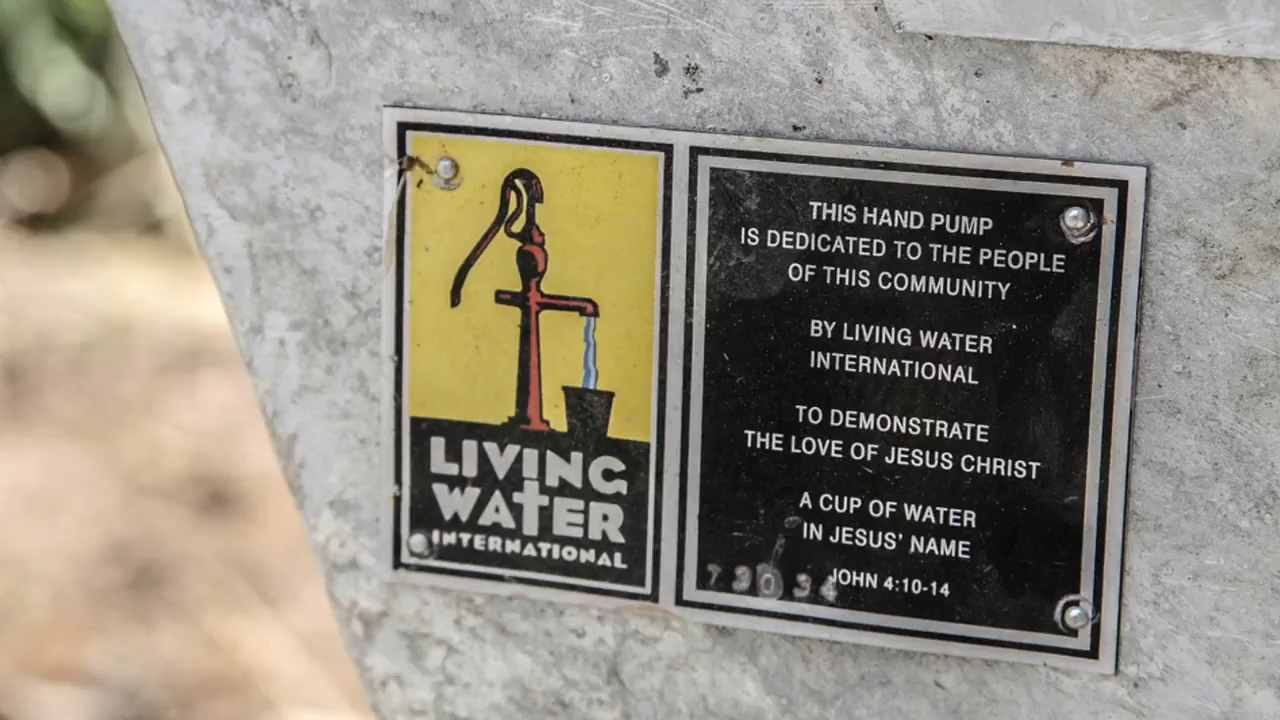 LIVING
WATER
INTERNATIONAL
THIS HAND PUMP
IS DEDICATED TO THE PEOPLE
OF THIS COMMUNITY
BY LIVING WATER
INTERNATIONAL
TO DEMONSTRATE
THE LOVE OF JESUS CHRIST
A CUP OF WATER
IN JESUS' NAME
JOHN 4:10-14
73034